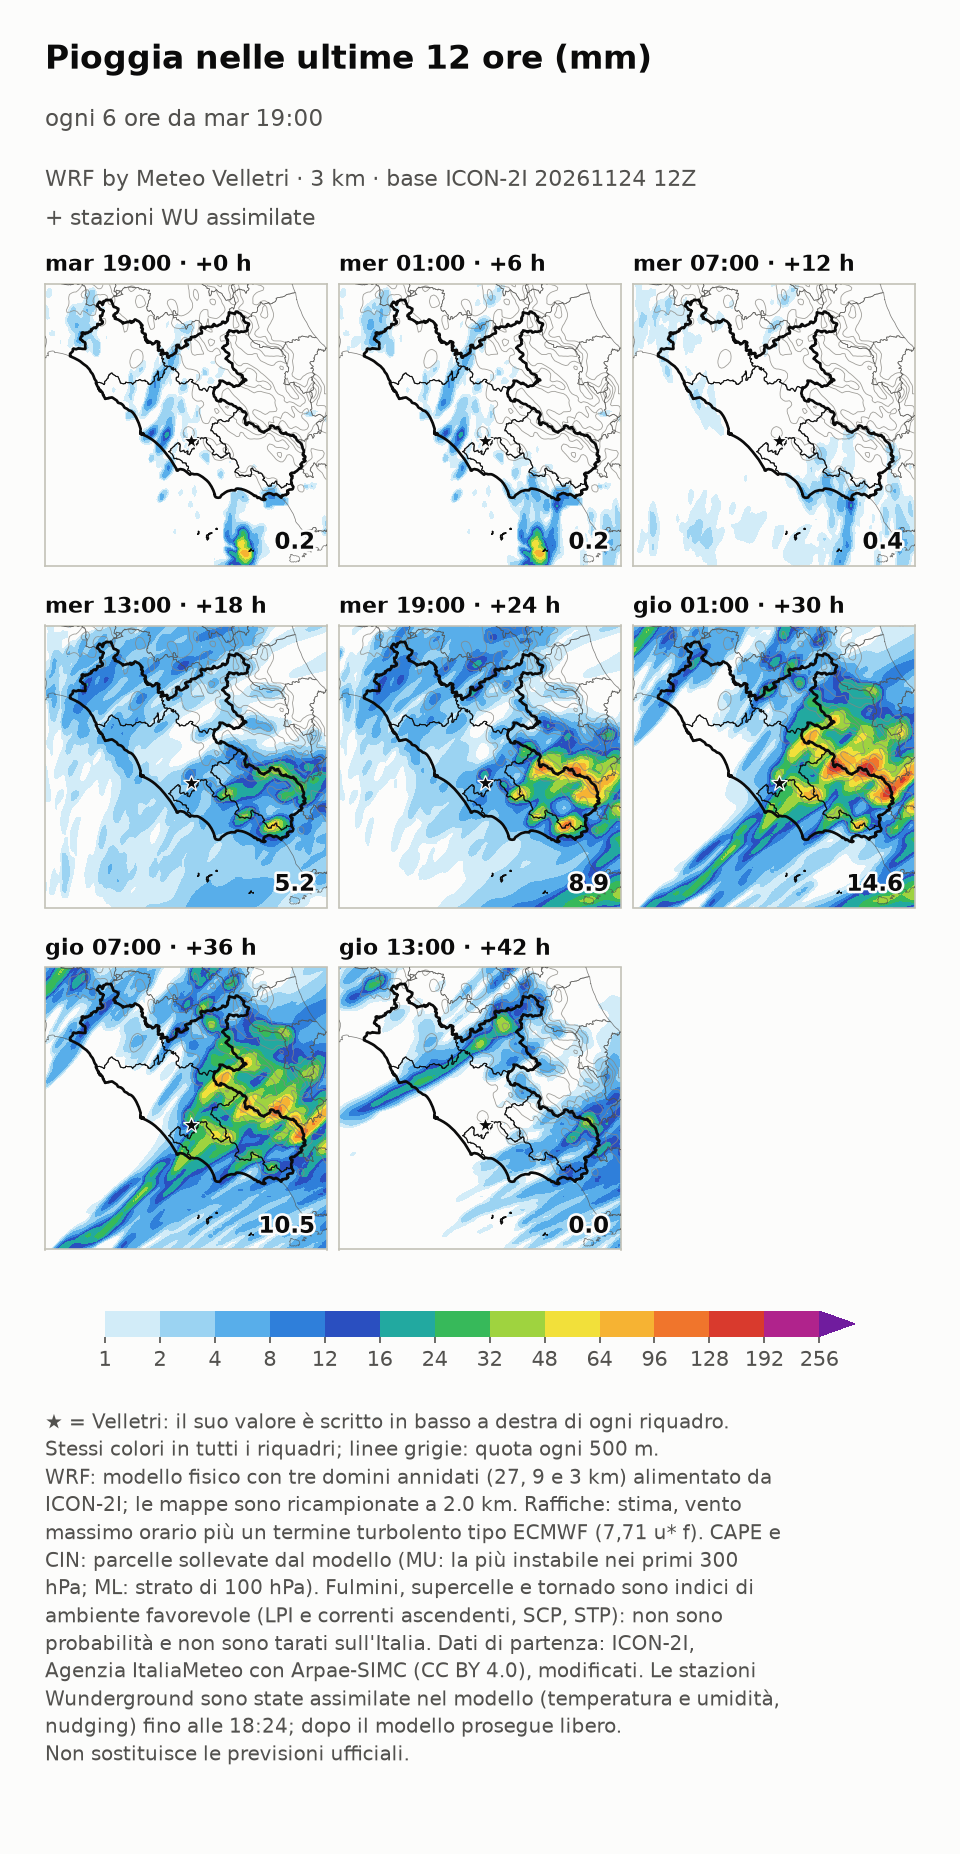 Pioggia nelle ultime 12 ore (mm)
ogni 6 ore da mar 19:00
WRF by Meteo Velletri · 3 km · base ICON-2I 20261124 12Z
+ stazioni WU assimilate
mar 19:00 · +0 h
mer 01:00 · +6 h
mer 07:00 · +12 h
0.2
0.2
0.4
mer 13:00 · +18 h
mer 19:00 · +24 h
gio 01:00 · +30 h
5.2
8.9
14.6
gio 07:00 · +36 h
gio 13:00 · +42 h
10.5
0.0
1 2 4 8 12 16 24 32 48 64 96 128 192 256
★ = Velletri: il suo valore è scritto in basso a destra di ogni riquadro.
Stessi colori in tutti i riquadri; linee grigie: quota ogni 500 m.
WRF: modello fisico con tre domini annidati (27, 9 e 3 km) alimentato da
ICON-2I; le mappe sono ricampionate a 2.0 km. Raffiche: stima, vento
massimo orario più un termine turbolento tipo ECMWF (7,71 u* f). CAPE e
CIN: parcelle sollevate dal modello (MU: la più instabile nei primi 300
hPa; ML: strato di 100 hPa). Fulmini, supercelle e tornado sono indici di
ambiente favorevole (LPI e correnti ascendenti, SCP, STP): non sono
probabilità e non sono tarati sull'Italia. Dati di partenza: ICON-2I,
Agenzia ItaliaMeteo con Arpae-SIMC (CC BY 4.0), modificati. Le stazioni
Wunderground sono state assimilate nel modello (temperatura e umidità,
nudging) fino alle 18:24; dopo il modello prosegue libero.
Non sostituisce le previsioni ufficiali.